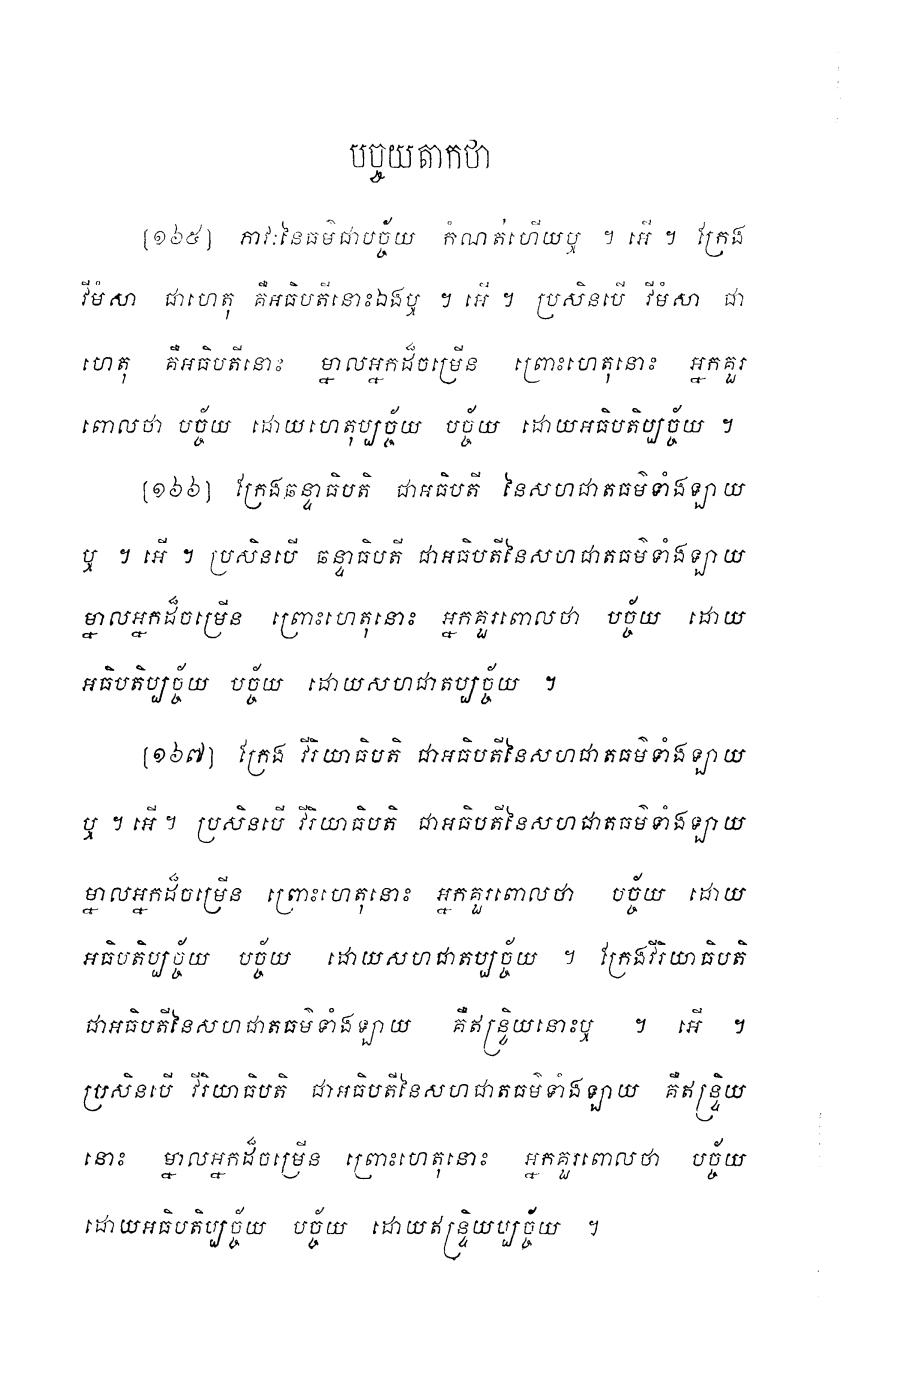 បច្ចយតាកថា
[១៦៥] ភាវៈនៃធម៌ជាបច្ច័យ កំណត់ហើយឬ ។ អើ ។ ក្រែង
វីមំសា ជាហេតុ គឺអធិបតីនោះឯងឬ ។ អើ ។ ប្រសិនបើ វីមំសា ជា
ហេតុ គឺអធិបតីនោះ ម្នាលអ្នកដ៏ចម្រើន ព្រោះហេតុនោះ អ្នកគួរ
ពោលថា បច្ច័យ ដោយហេតុប្បច្ច័យ បច្ច័យ ដោយអធិបតិប្បច្ច័យ ។
[១៦៦] ក្រែងឆន្ទាធិបតិ ជាអធិបតី នៃសហជាតធម៌ទាំងឡាយ
ឬ ។ អើ ។ ប្រសិនបើ ឆន្ទាធិបតី ជាអធិបតីនៃសហជាតធម៌ទាំងឡាយ
ម្នាលអ្នកដ៏ចម្រើន ព្រោះហេតុនោះ អ្នកគួរពោលថា បច្ច័យ ដោយ
អធិបតិប្បច្ច័យ បច្ច័យ ដោយសហជាតប្បច្ច័យ ។
[១៦៧] ក្រែង វីរិយាធិបតិ ជាអធិបតីនៃសហជាតធម៌ទាំងឡាយ
ឬ ។ អើ ។ ប្រសិនបើ វីរិយាធិបតិ ជាអធិបតីនៃសហជាតធម៌ទាំងឡាយ
ម្នាលអ្នកដ៏ចម្រើន ព្រោះហេតុនោះ អ្នកគួរពោលថា បច្ច័យ ដោយ
អធិបតិប្បច្ច័យ បច្ច័យ ដោយសហជាតប្បច្ច័យ ។ ក្រែងវីរិយាធិបតិ
ជាអធិបតីនៃសហជាតធម៌ទាំងឡាយ គឺឥន្ទ្រិយនោះឬ ។ អើ ។
ប្រសិនបើ វីរិយាធិបតិ ជាអធិបតីនៃសហជាតធម៌ទាំងឡាយ គឺឥន្ទ្រិយ
នោះ ម្នាលអ្នកដ៏ចម្រើន ព្រោះហេតុនោះ អ្នកគួរពោលថា បច្ច័យ
ដោយអធិបតិប្បច្ច័យ បច្ច័យ ដោយឥន្ទ្រិយប្បច្ច័យ ។